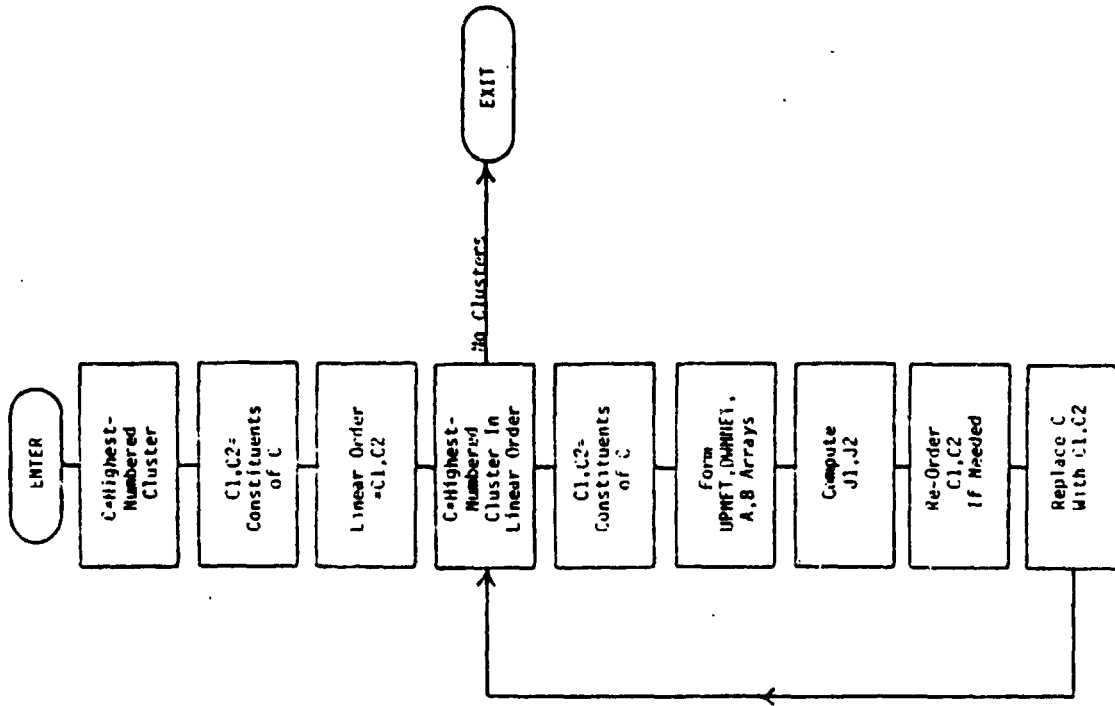 ENTER
C=Highest-
Numbered
Cluster
C1,C2=
Constituents
of C
Linear Order
=C1,C2
C=Highest-
Numbered
Cluster In
Linear Order
No Clusters
EXIT
C1,C2=
Constituents
of C
Form
UPNET,DWNNET,
A,B Arrays
Compute
J1,J2
Re-Order
C1,C2
If Needed
Replace C
With C1,C2